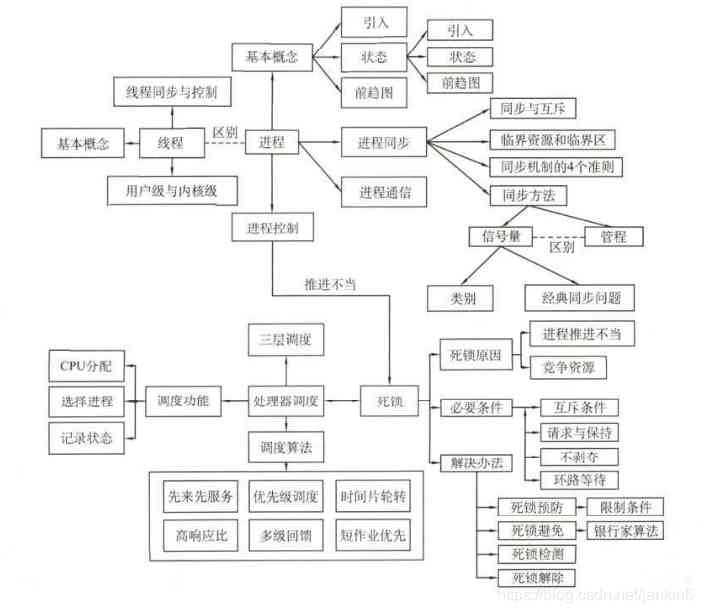 引入
引入
基本概念
状态
状态
前趋图
前趋图
线程同步与控制
同步与互斥
基本概念
线程
区别
进程
进程同步
临界资源和临界区
同步机制的4个准则
用户级与内核级
进程通信
同步方法
进程控制
信号量
区别
管程
推进不当
类别
经典同步问题
三层调度
死锁原因
进程推进不当
竞争资源
CPU分配
选择进程
记录状态
调度功能
处理器调度
死锁
必要条件
互斥条件
请求与保持
不剥夺
环路等待
调度算法
解决办法
先来先服务
优先级调度
时间片轮转
高响应比
多级回馈
短作业优先
死锁预防
限制条件
死锁避免
银行家算法
死锁检测
死锁解除